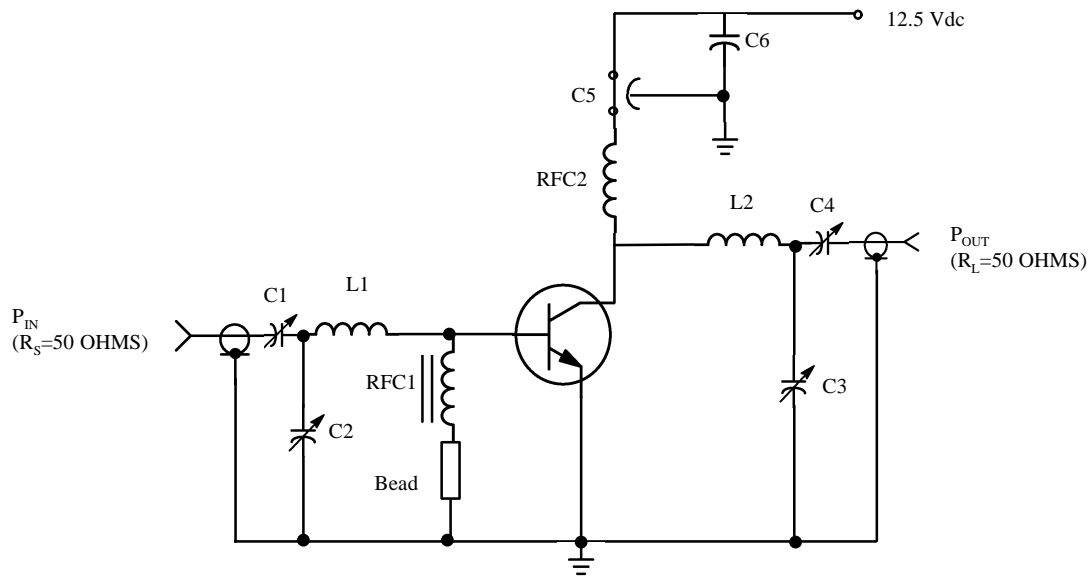 12.5 Vdc
C6
C5
RFC2
L2
C4
P_OUT
(R_L=50 OHMS)
L1
C1
P_IN
(R_S=50 OHMS)
RFC1
C3
C2
Bead